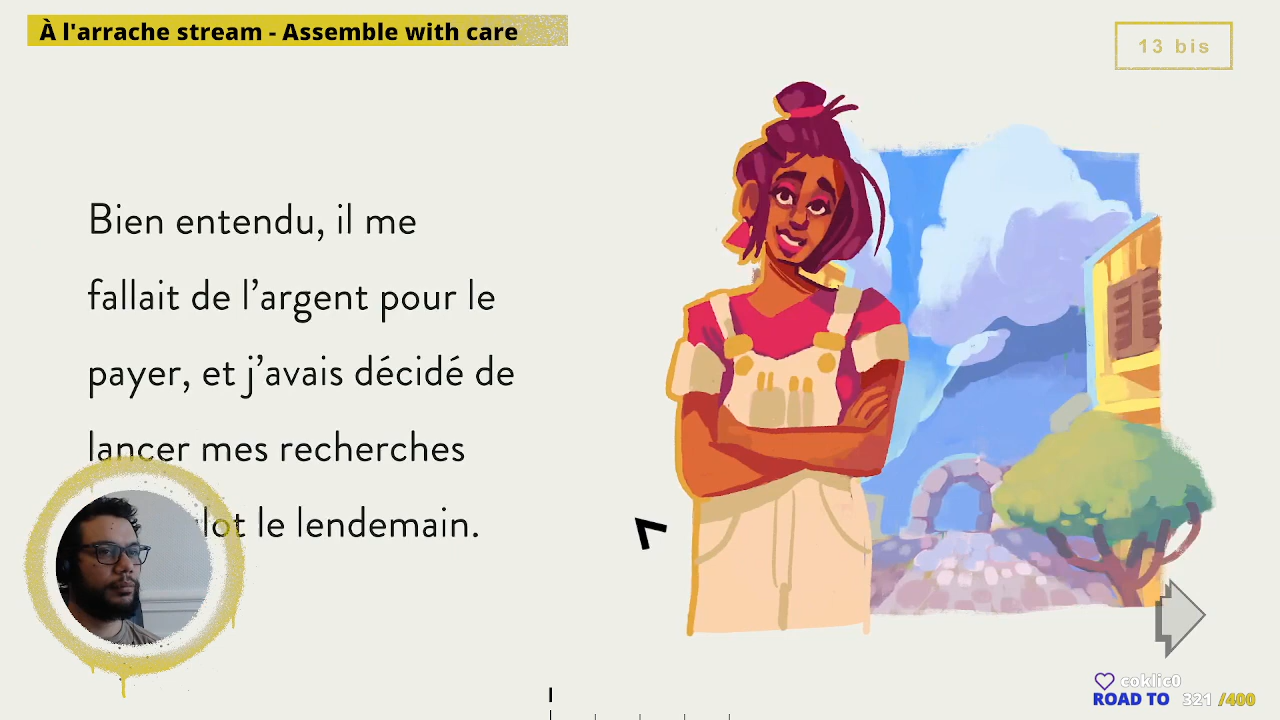 À l'arrache stream - Assemble with care
13 bis
Bien entendu, il me
fallait de l’argent pour le
payer, et j’avais décidé de
lancer mes recherches
lot le lendemain.
coklic0
ROAD TO 321 /400